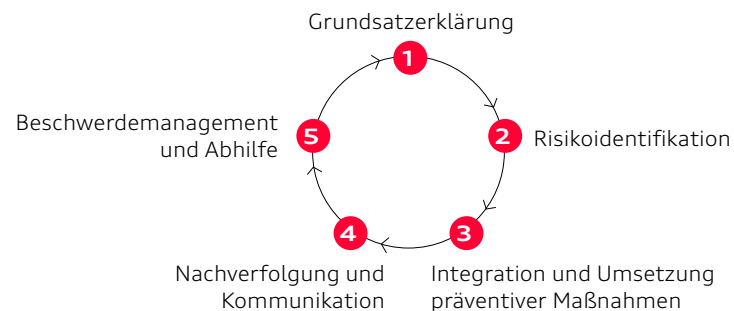 Grundsatzerklärung
1
2
Risikoidentifikation
3
Integration und Umsetzung
präventiver Maßnahmen
4
Nachverfolgung und
Kommunikation
5
Beschwerdemanagement
und Abhilfe